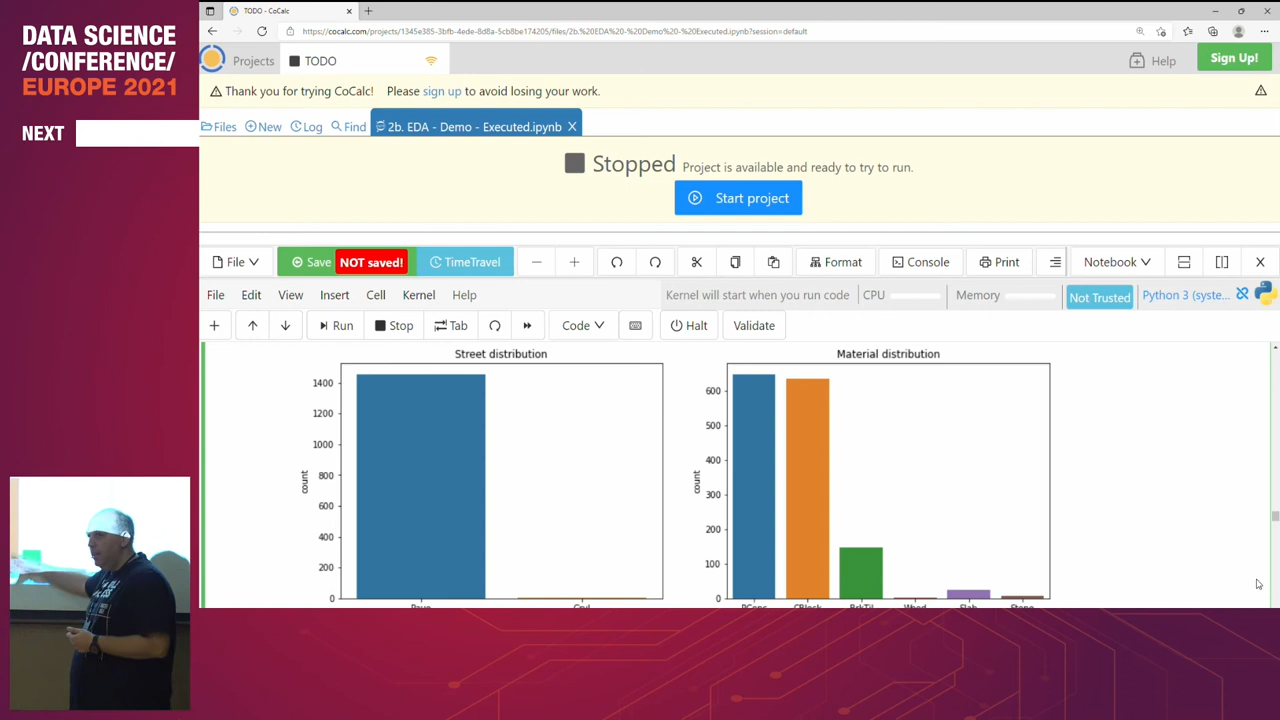 DATA SCIENCE
/CONFERENCE/
EUROPE 2021
NEXT
TODO - CoCalc
https://cocalc.com/projects/1345e385-3bfb-4ede-8d8a-5cb8be174205/files/2b.%20EDA%20-%20Demo%20-%20Executed.ipynb?session=default
Projects
TODO
Help
Sign Up!
Thank you for trying CoCalc! Please sign up to avoid losing your work.
Files New Log Find 2b. EDA - Demo - Executed.ipynb
Stopped Project is available and ready to try to run.
Start project
File Save NOT saved! TimeTravel Format Console Print Notebook
File Edit View Insert Cell Kernel Help Kernel will start when you run code CPU Memory Not Trusted Python 3 (syste...
Run Stop Tab Code Halt Validate
Street distribution
1400
1200
1000
800
600
400
200
0
count
Material distribution
600
500
400
300
200
100
0
count